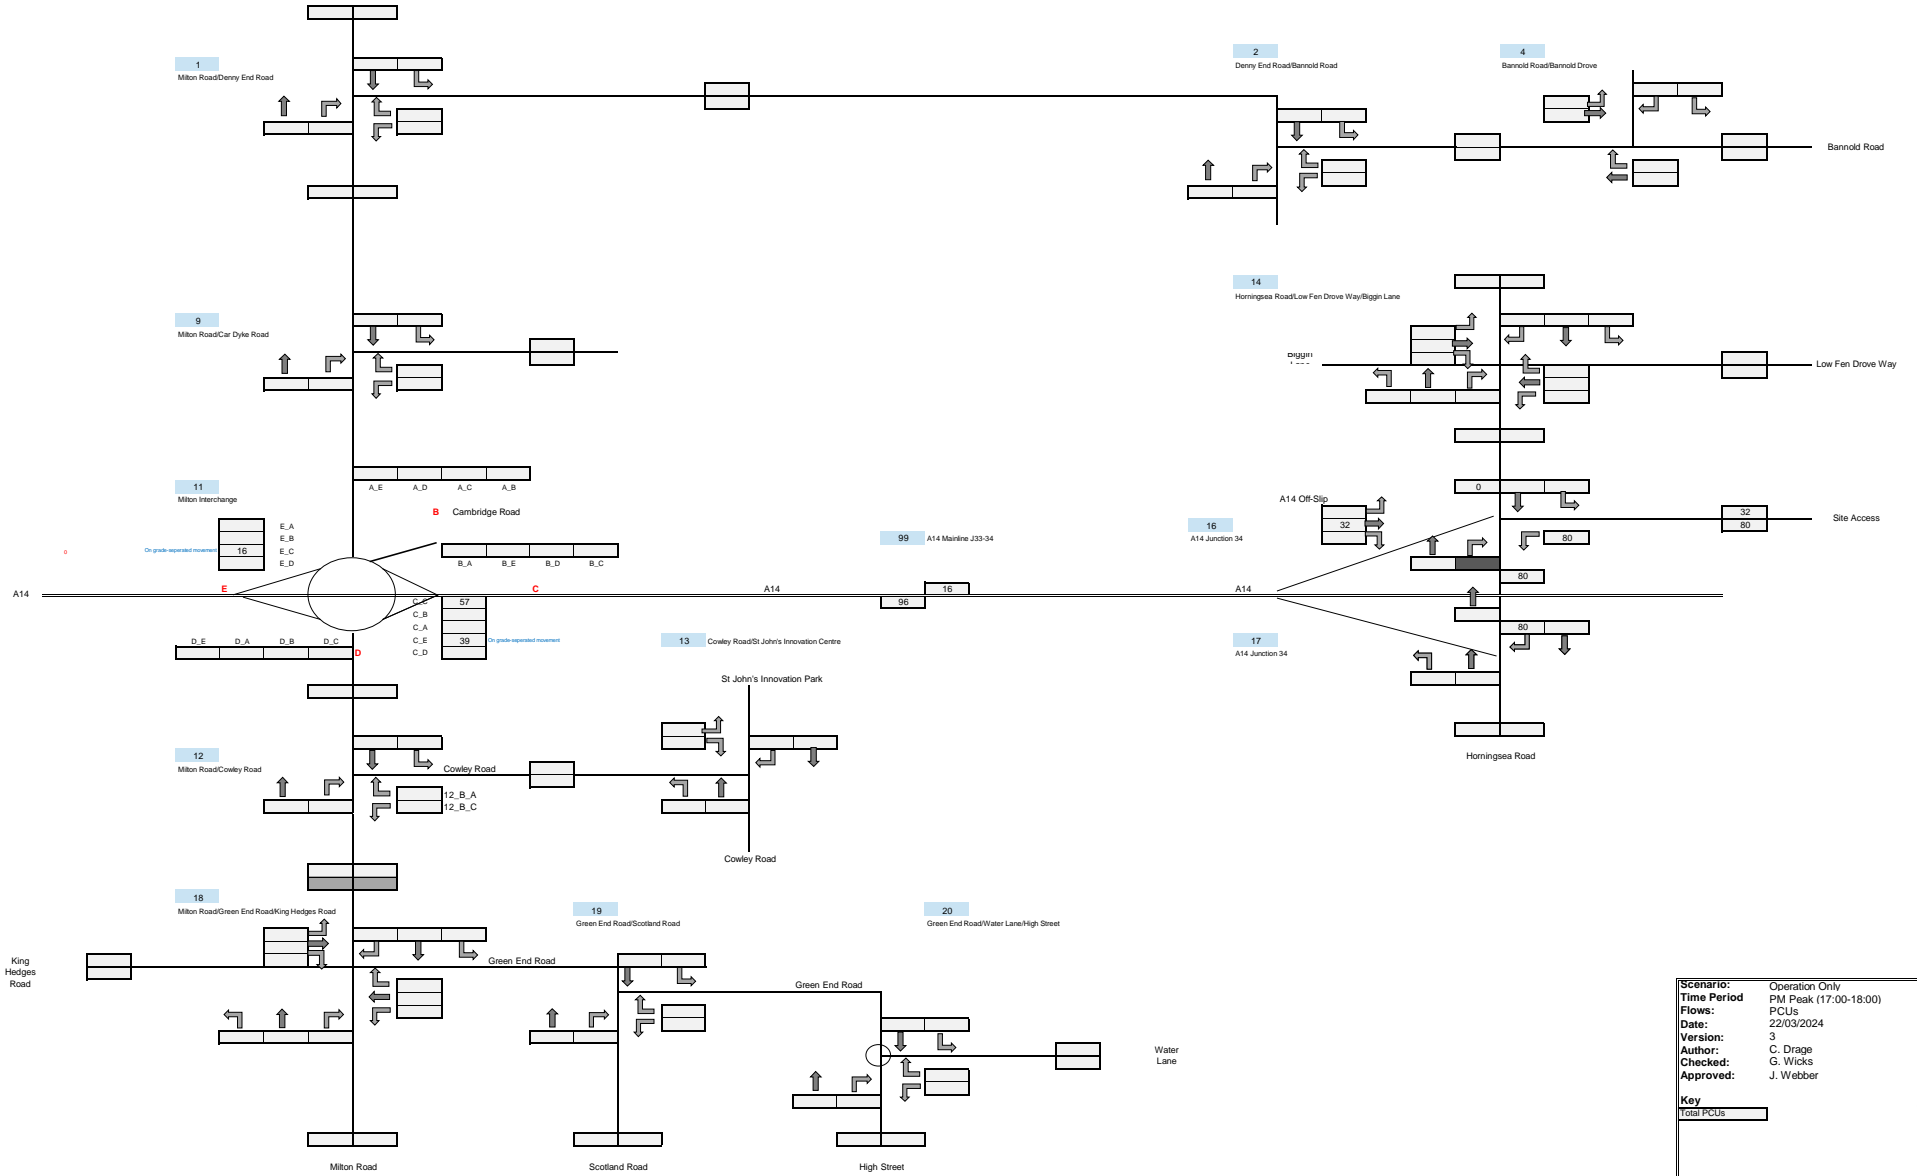 1
Milton Road/Denny End Road
2
Denny End Road/Bannold Road
4
Bannold Road/Bannold Drove
Bannold Road
14
Horningsea Road/Low Fen Drove Way/Biggin Lane
9
Milton Road/Car Dyke Road
Biggin
Lane
Low Fen Drove Way
11
Milton Interchange
A_E A_D A_C A_B
B Cambridge Road
E_A
E_B
On grade-seperated movement 16 E_C
E_D
0
B_A B_E B_D B_C
99 A14 Mainline J33-34
16
A14 Junction 34
A14 Off-Slip
32
0
32
80
Site Access
80
80
A14
E
C
A14
16
96
A14
C_C 57
C_B
C_A
C_E 39 On grade-seperated movement
C_D
D_E D_A D_B D_C
D
13 Cowley Road/St John's Innovation Centre
17
A14 Junction 34
80
St John's Innovation Park
Horningsea Road
12
Milton Road/Cowley Road
Cowley Road
12_B_A
12_B_C
Cowley Road
18
Milton Road/Green End Road/King Hedges Road
19
Green End Road/Scotland Road
20
Green End Road/Water Lane/High Street
King
Hedges
Road
Green End Road
Green End Road
Water
Lane
Milton Road
Scotland Road
High Street
Scenario: Operation Only
Time Period PM Peak (17:00-18:00)
Flows: PCUs
Date: 22/03/2024
Version: 3
Author: C. Drage
Checked: G. Wicks
Approved: J. Webber
Key
Total PCUs